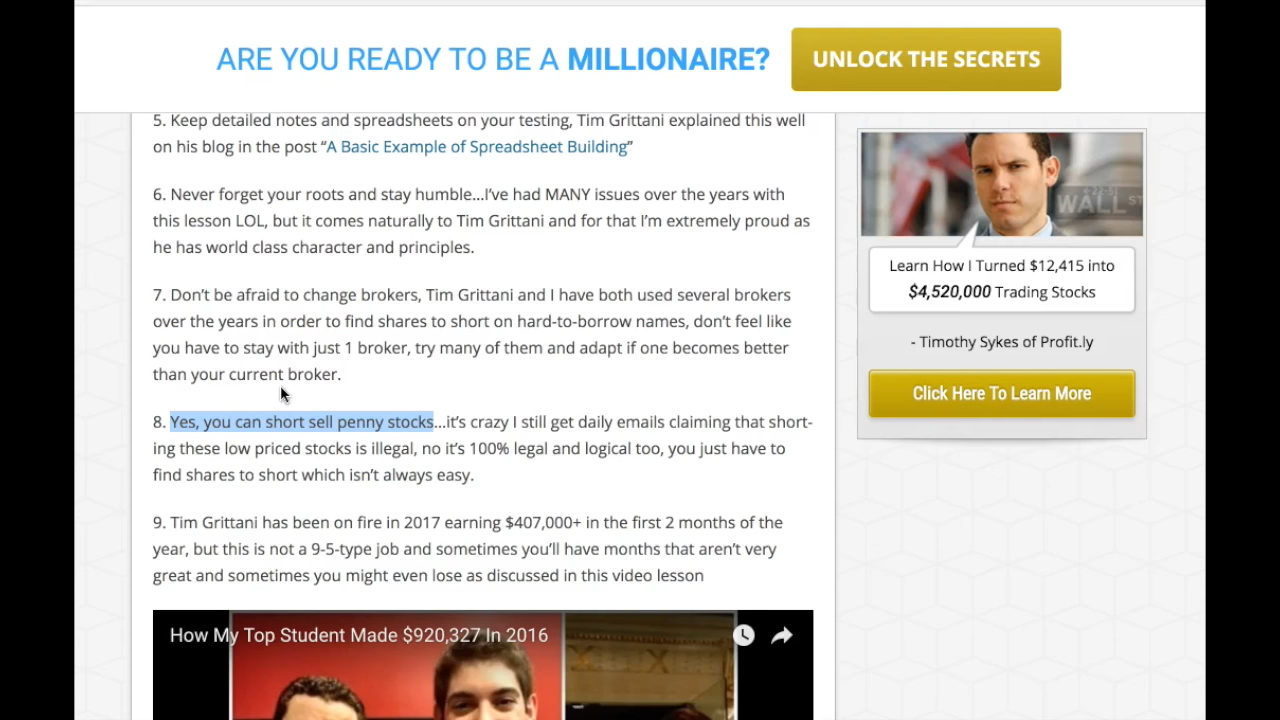 ARE YOU READY TO BE A MILLIONAIRE?
UNLOCK THE SECRETS
5. Keep detailed notes and spreadsheets on your testing, Tim Grittani explained this well
on his blog in the post “A Basic Example of Spreadsheet Building”
6. Never forget your roots and stay humble…I’ve had MANY issues over the years with
this lesson LOL, but it comes naturally to Tim Grittani and for that I’m extremely proud as
he has world class character and principles.
7. Don’t be afraid to change brokers, Tim Grittani and I have both used several brokers
over the years in order to find shares to short on hard-to-borrow names, don’t feel like
you have to stay with just 1 broker, try many of them and adapt if one becomes better
than your current broker.
8. Yes, you can short sell penny stocks…it’s crazy I still get daily emails claiming that short-
ing these low priced stocks is illegal, no it’s 100% legal and logical too, you just have to
find shares to short which isn’t always easy.
9. Tim Grittani has been on fire in 2017 earning $407,000+ in the first 2 months of the
year, but this is not a 9-5-type job and sometimes you’ll have months that aren’t very
great and sometimes you might even lose as discussed in this video lesson
How My Top Student Made $920,327 In 2016
WALL ST
Learn How I Turned $12,415 into
$4,520,000 Trading Stocks
- Timothy Sykes of Profit.ly
Click Here To Learn More